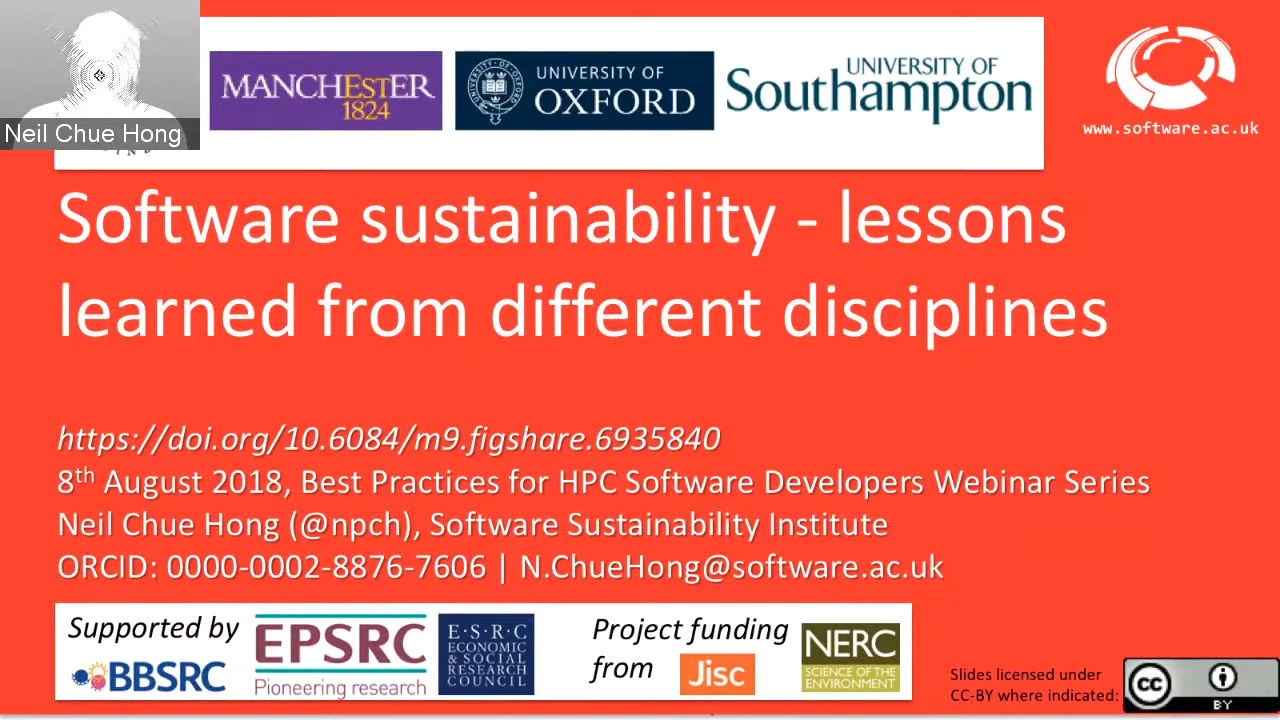 Neil Chue Hong
MANCHESTER
1824
UNIVERSITY OF
OXFORD
UNIVERSITY OF
Southampton
www.software.ac.uk
Software sustainability - lessons
learned from different disciplines
https://doi.org/10.6084/m9.figshare.6935840
8th August 2018, Best Practices for HPC Software Developers Webinar Series
Neil Chue Hong (@npch), Software Sustainability Institute
ORCID: 0000-0002-8876-7606 | N.ChueHong@software.ac.uk
Supported by
BBSRC
EPSRC
Pioneering research
E·S·R·C
ECONOMIC
& SOCIAL
RESEARCH
COUNCIL
Project funding
from
Jisc
NERC
SCIENCE OF THE
ENVIRONMENT
Slides licensed under
CC-BY where indicated:
cc
BY